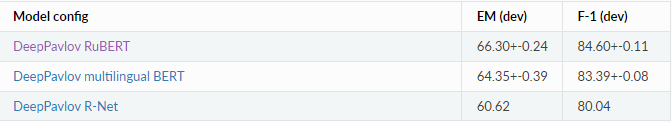 Model config EM (dev) F-1 (dev)
DeepPavlov RuBERT 66.30+-0.24 84.60+-0.11
DeepPavlov multilingual BERT 64.35+-0.39 83.39+-0.08
DeepPavlov R-Net 60.62 80.04